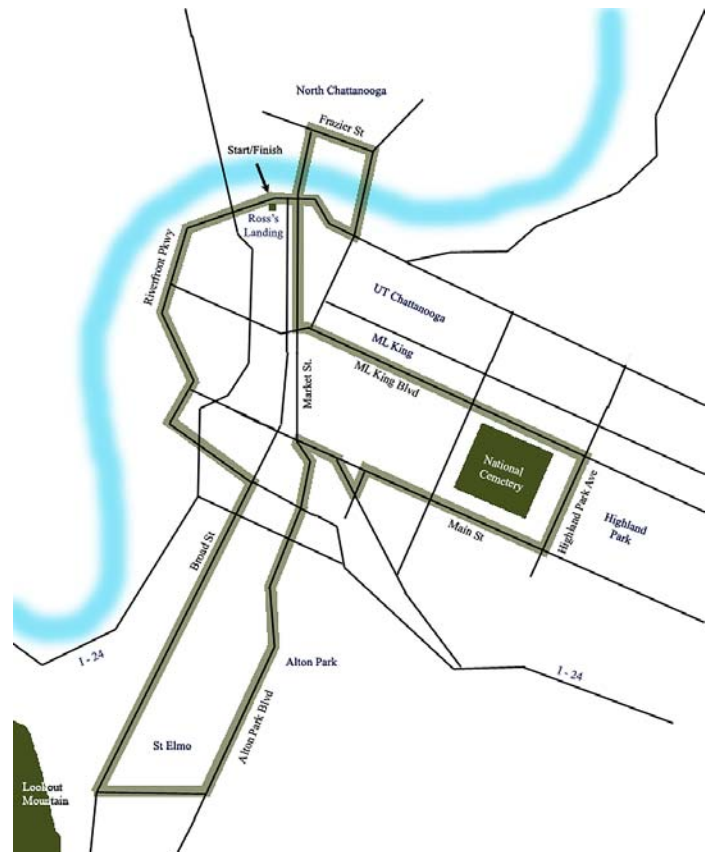 North Chattanooga
Frazier St
Start/Finish
Ross's
Landing
Riverfront Pkwy
UT Chattanooga
ML King
ML King Blvd
Market St.
National
Cemetery
Highland Park Ave
Highland
Park
Main St
Broad St
I - 24
Alton Park
I - 24
Alton Park Blvd
St Elmo
Lookout
Mountain